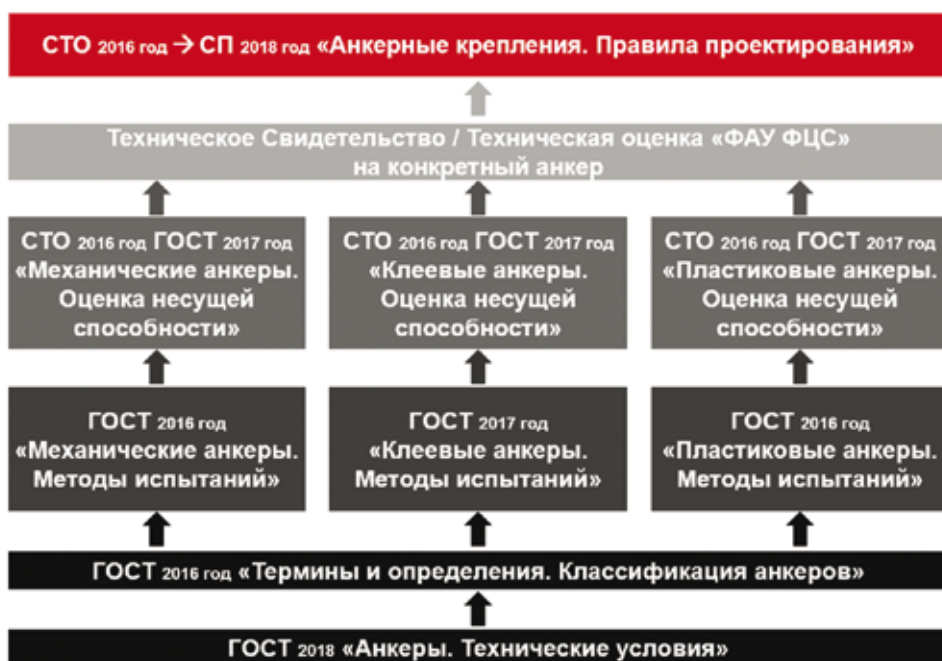 СТО 2016 год → СП 2018 год «Анкерные крепления. Правила проектирования»
Техническое Свидетельство / Техническая оценка «ФАУ ФЦС»
на конкретный анкер
СТО 2016 год ГОСТ 2017 год
«Механические анкеры.
Оценка несущей
способности»
СТО 2016 год ГОСТ 2017 год
«Клеевые анкеры.
Оценка несущей
способности»
СТО 2016 год ГОСТ 2017 год
«Пластиковые анкеры.
Оценка несущей
способности»
ГОСТ 2016 год
«Механические анкеры.
Методы испытаний»
ГОСТ 2017 год
«Клеевые анкеры.
Методы испытаний»
ГОСТ 2016 год
«Пластиковые анкеры.
Методы испытаний»
ГОСТ 2016 год «Термины и определения. Классификация анкеров»
ГОСТ 2018 «Анкеры. Технические условия»